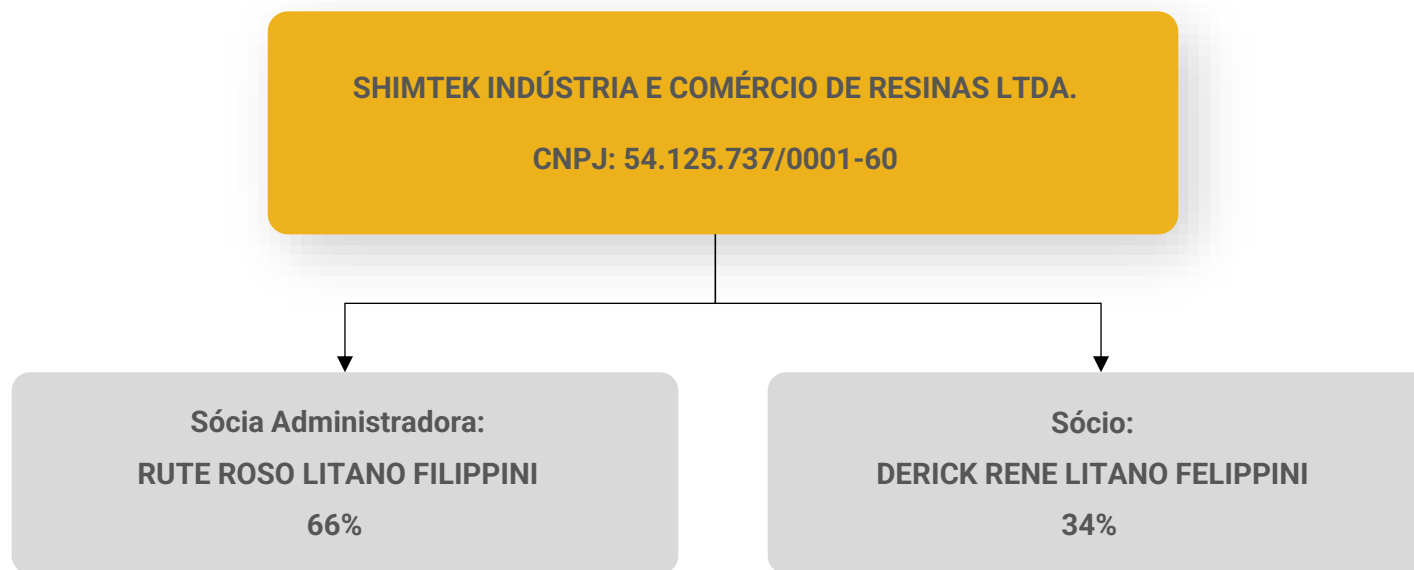 SHIMTEK INDÚSTRIA E COMÉRCIO DE RESINAS LTDA.
CNPJ: 54.125.737/0001-60
Sócia Administradora:
RUTE ROSO LITANO FILIPPINI
66%
Sócio:
DERICK RENE LITANO FELIPPINI
34%